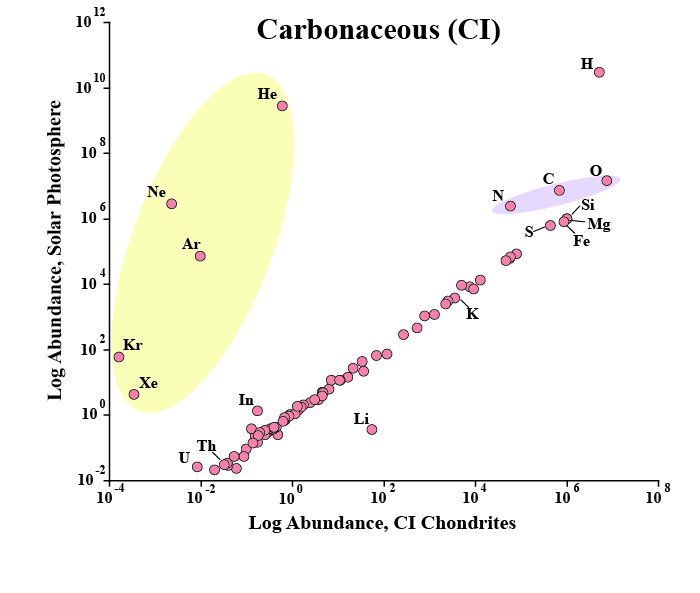 Carbonaceous (CI)
Log Abundance, Solar Photosphere
10^12
10^10
10^8
10^6
10^4
10^2
10^0
10^-2
H
He
O
C
N
Ne
Si
Mg
S
Fe
Ar
K
Kr
Xe
In
Li
Th
U
10^-4
10^-2
10^0
10^2
10^4
10^6
10^8
Log Abundance, CI Chondrites